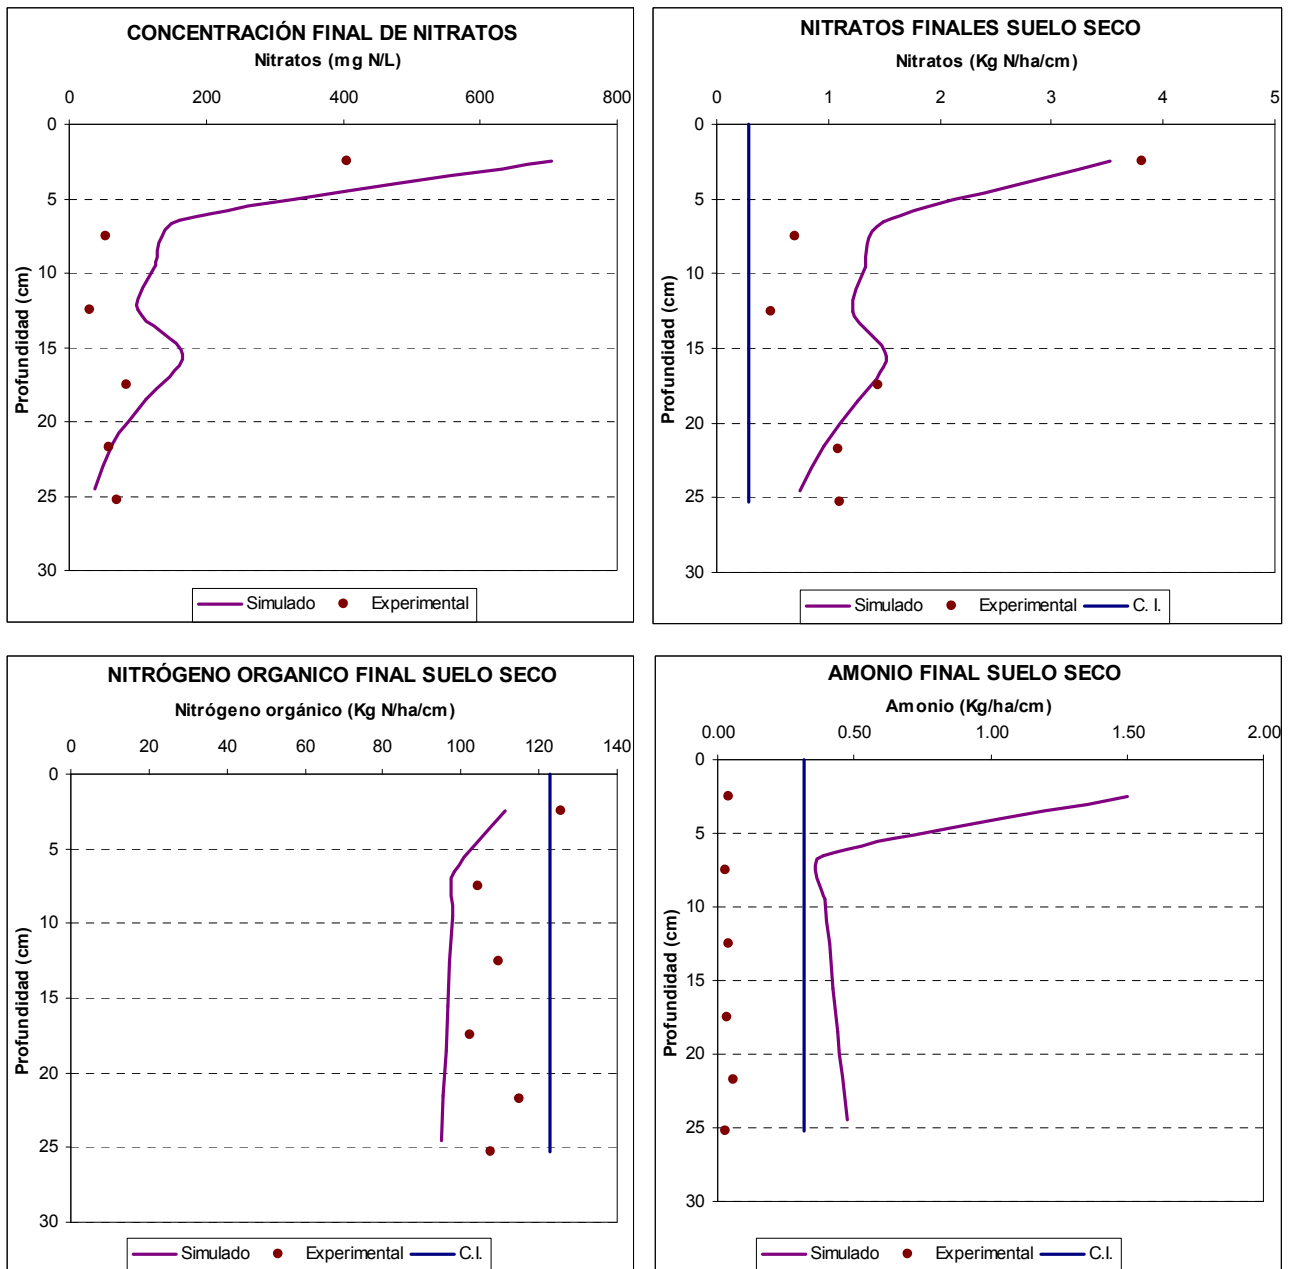 CONCENTRACIÓN FINAL DE NITRATOS
Nitratos (mg N/L)
0 200 400 600 800
0
5
10
15
20
25
30
Profundidad (cm)
Simulado Experimental
NITRATOS FINALES SUELO SECO
Nitratos (Kg N/ha/cm)
0 1 2 3 4 5
0
5
10
15
20
25
30
Profundidad (cm)
Simulado Experimental C. I.
NITRÓGENO ORGANICO FINAL SUELO SECO
Nitrógeno orgánico (Kg N/ha/cm)
0 20 40 60 80 100 120 140
0
5
10
15
20
25
30
Profundidad (cm)
Simulado Experimental C.I.
AMONIO FINAL SUELO SECO
Amonio (Kg/ha/cm)
0.00 0.50 1.00 1.50 2.00
0
5
10
15
20
25
30
Profundidad (cm)
Simulado Experimental C.I.